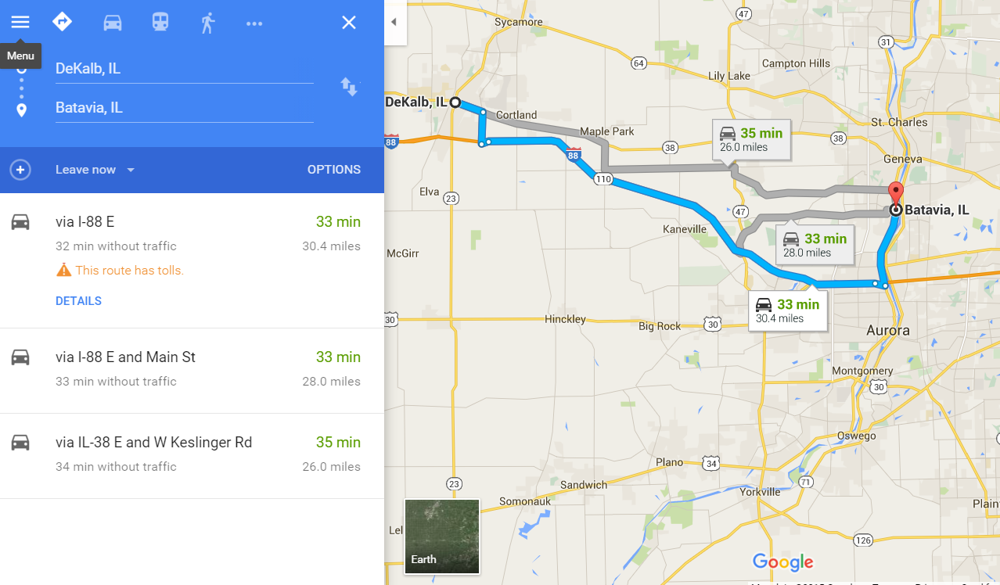 Menu
DeKalb, IL
Batavia, IL
Leave now
OPTIONS
via I-88 E
33 min
32 min without traffic
30.4 miles
This route has tolls.
DETAILS
via I-88 E and Main St
33 min
33 min without traffic
28.0 miles
via IL-38 E and W Keslinger Rd
35 min
34 min without traffic
26.0 miles
47
Sycamore
31
64
Campton Hills
Lily Lake
DeKalb, IL
Cortland
St. Charles
Maple Park
35 min
26.0 miles
38
38
88
88
Geneva
110
Elva
23
47
Batavia, IL
Kaneville
33 min
28.0 miles
McGirr
33 min
30.4 miles
30
Hinckley
Big Rock
30
Aurora
Montgomery
30
Oswego
Plano
34
23
Sandwich
71
Yorkville
Somonauk
Plain
Lel
126
Earth
Google